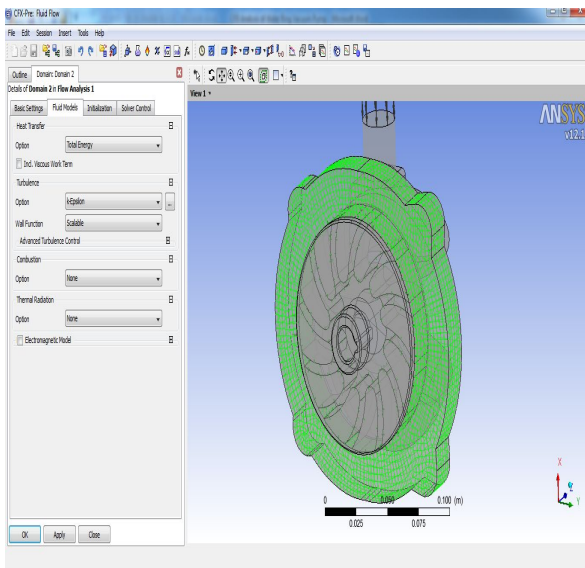 CFX-Pre: Fluid Flow
File Edit Session Insert Tools Help
Outline Domain: Domain 2
Details of Domain 2 in Flow Analysis 1
Basic Settings Fluid Models Initialization Solver Control
Heat Transfer
Option Total Energy
Incl. Viscous Work Term
Turbulence
Option k-Epsilon
Wall Function Scalable
Advanced Turbulence Control
Combustion
Option None
Thermal Radiation
Option None
Electromagnetic Model
OK Apply Close
View 1
ANSYS
v12.1
X
Z
Y
0 0.050 0.100 (m)
0.025 0.075